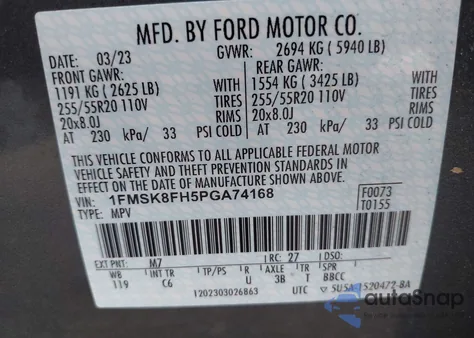 MFD. BY FORD MOTOR CO.
DATE: 03/23 GVWR: 2694 KG ( 5940 LB)
FRONT GAWR: REAR GAWR:
1191 KG ( 2625 LB) 1554 KG ( 3425 LB)
255/55R20 110V TIRES 255/55R20 110V TIRES
20x8.0J RIMS 20x8.0J RIMS
AT 230 kPa/ 33 PSI COLD AT 230 kPa/ 33 PSI COLD
THIS VEHICLE CONFORMS TO ALL APPLICABLE FEDERAL MOTOR
VEHICLE SAFETY AND THEFT PREVENTION STANDARDS IN
EFFECT ON THE DATE OF MANUFACTURE SHOWN ABOVE.
VIN: 1FMSK8FH5PGA74168 F0073
TYPE: MPV T0155
EXT PNT: M7 RC: 27 DSO:
WB INT TR TP/PS R AXLE TR SPR
119 C6 U 3B T BBCC
1202303026863 UTC 5U5A-1520472-BA
autoSnap